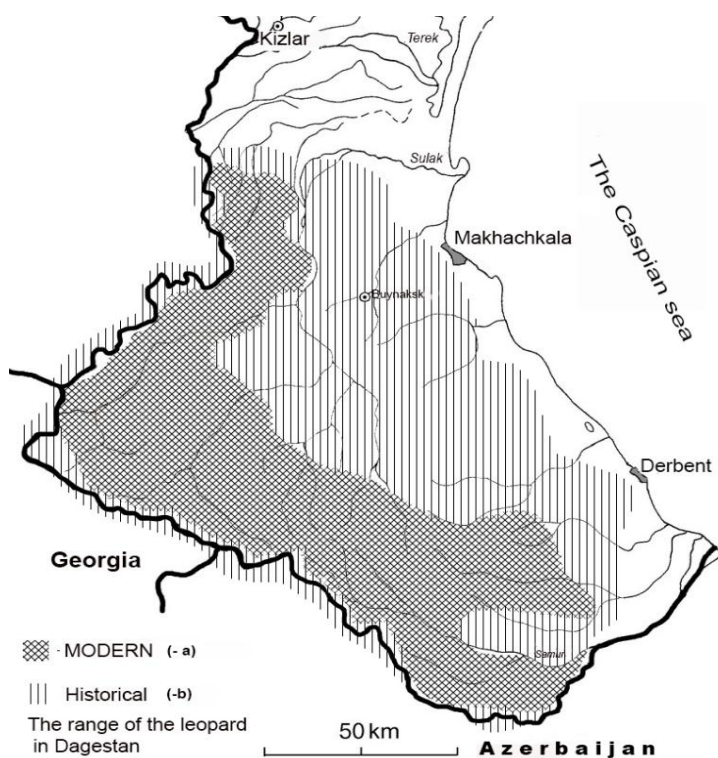 Kizlar
Terek
Sulak
The Caspian sea
Makhachkala
Buynaksk
Derbent
Georgia
MODERN (- a)
Samur
Historical (-b)
The range of the leopard
in Dagestan
50 km
Azerbaijan